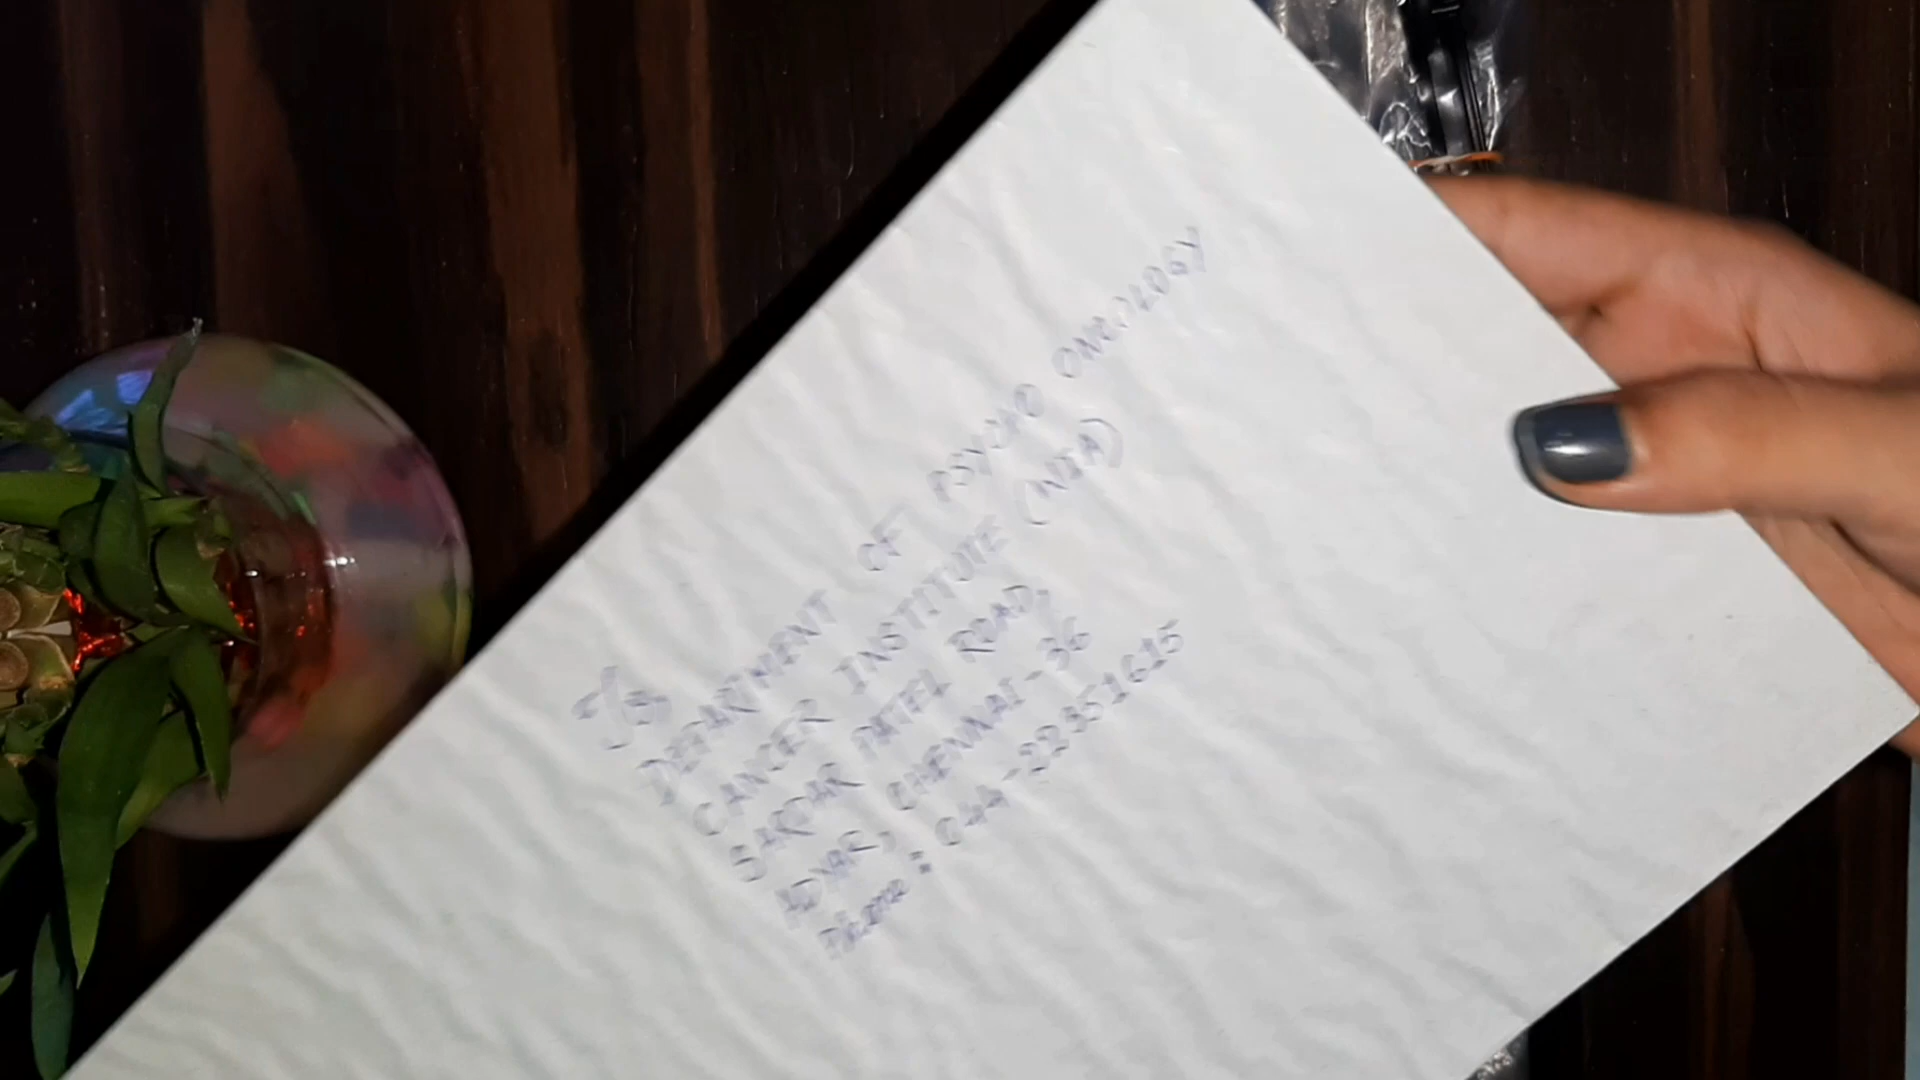 To
DEPARTMENT OF PSYCHO ONCOLOGY
CANCER INSTITUTE (WIA)
SARDAR PATEL ROAD,
ADYAR, CHENNAI-36
Phone: 044-22351615